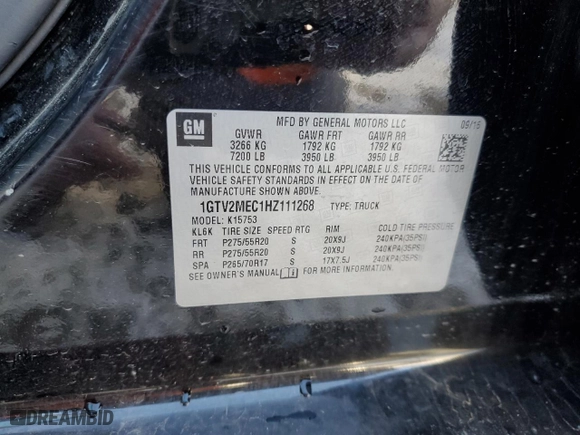 GM
MFD BY GENERAL MOTORS LLC
GVWR GAWR FRT GAWR RR
3266 KG 1792 KG 1792 KG
7200 LB 3950 LB 3950 LB
THIS VEHICLE CONFORMS TO ALL APPLICABLE U.S. FEDERAL MOTOR
VEHICLE SAFETY STANDARDS IN EFFECT ON THE DATE OF
MANUFACTURE SHOWN ABOVE.
1GTV2MEC1HZ111268 TYPE: TRUCK
MODEL: K15753
KL6K TIRE SIZE SPEED RTG RIM COLD TIRE PRESSURE
FRT P275/55R20 S 20X9J 240KPA(35PSI)
RR P275/55R20 S 20X9J 240KPA(35PSI)
SPA P265/70R17 S 17X7.5J 240KPA(35PSI)
SEE OWNER'S MANUAL FOR MORE INFORMATION.
DREAMBID